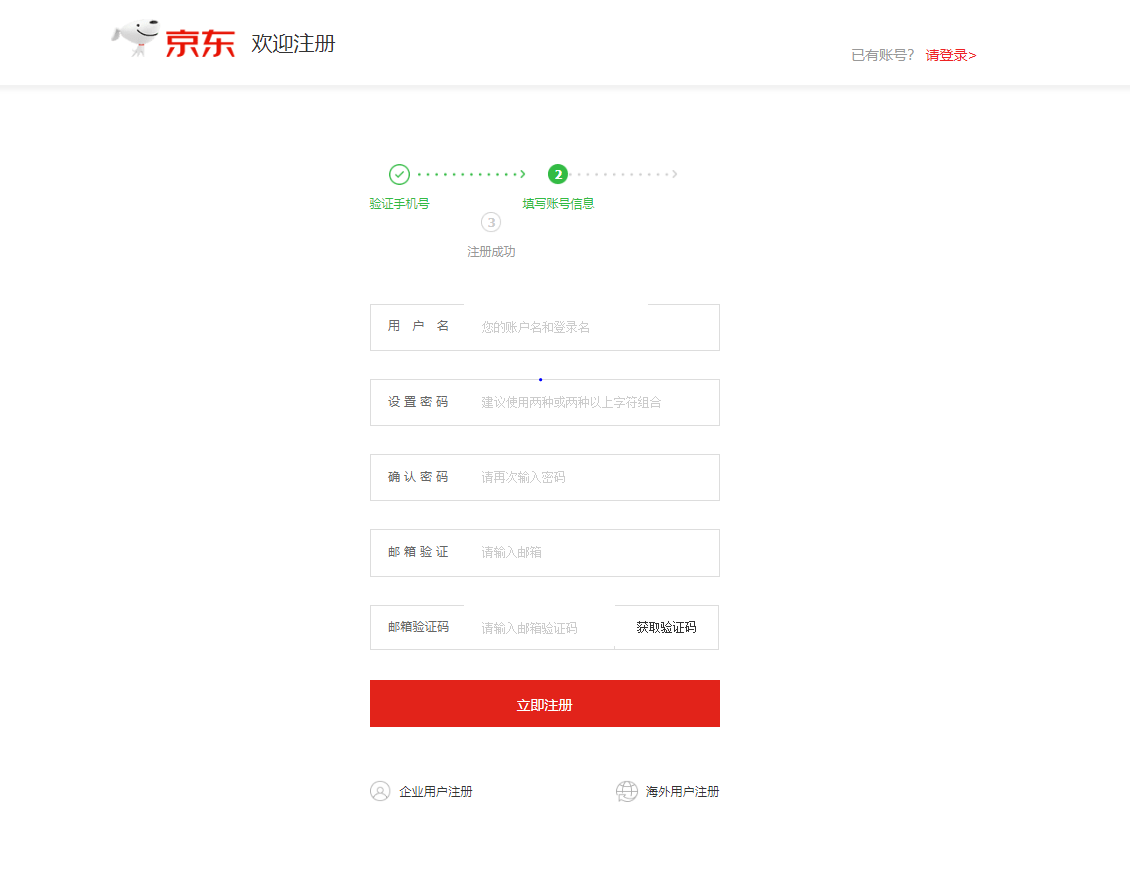 京东 欢迎注册
已有账号? 请登录>
2
验证手机号 填写账号信息
3
注册成功
用 户 名 您的账户名和登录名
设 置 密 码 建议使用两种或两种以上字符组合
确 认 密 码 请再次输入密码
邮 箱 验 证 请输入邮箱
邮箱验证码 请输入邮箱验证码 获取验证码
立即注册
企业用户注册 海外用户注册